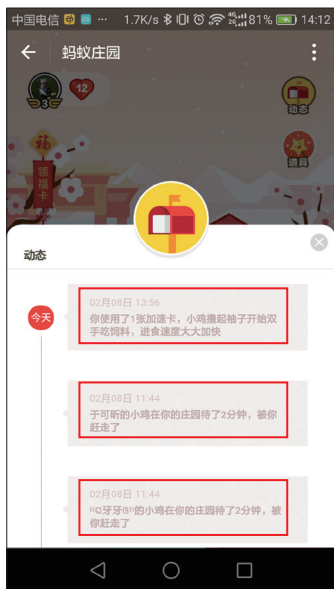 中国电信 ... 1.7K/s 4G 2G 81% 14:12
蚂蚁庄园
3
12
动态
道具
福
领福卡
动态
今天
02月08日 13:56
你使用了1张加速卡，小鸡撸起袖子开始双
手吃饲料，进食速度大大加快
02月08日 11:44
于可昕的小鸡在你的庄园待了2分钟，被你
赶走了
02月08日 11:44
的小鸡在你的庄园待了2分钟，被
你赶走了